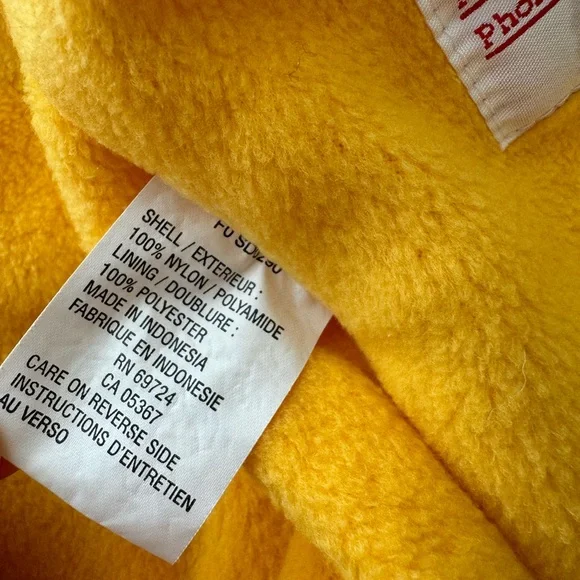 Pho
SHELL / EXTERIEUR :
100% NYLON / POLYAMIDE
LINING / DOUBLURE :
100% POLYESTER
MADE IN INDONESIA
FABRIQUE EN INDONESIE
RN 69724
CA 05367
CARE ON REVERSE SIDE
INSTRUCTIONS D'ENTRETIEN
AU VERSO